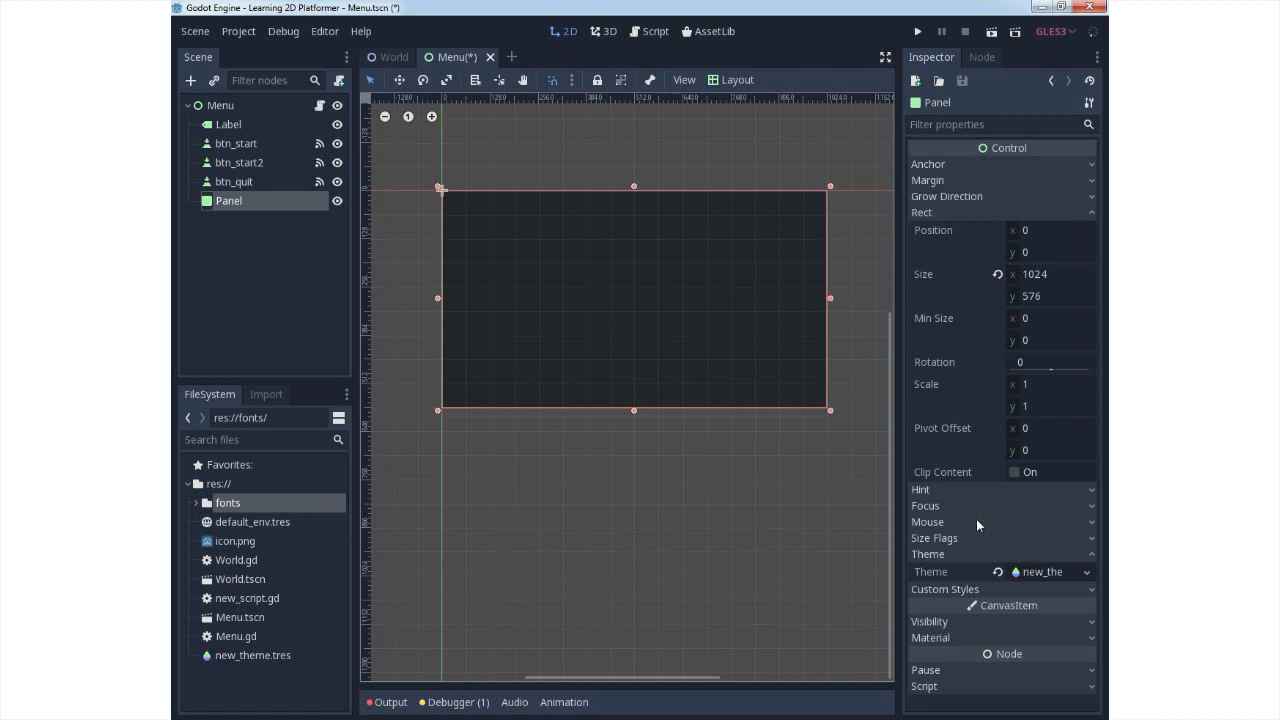 Godot Engine - Learning 2D Platformer - Menu.tscn (*)
Scene Project Debug Editor Help
2D 3D Script AssetLib
GLES3
Scene
Filter nodes
Menu
Label
btn_start
btn_start2
btn_quit
Panel
FileSystem Import
res://fonts/
Search files
Favorites:
res://
fonts
default_env.tres
icon.png
World.gd
World.tscn
new_script.gd
Menu.tscn
Menu.gd
new_theme.tres
World Menu(*)
View Layout
Output Debugger (1) Audio Animation
Inspector Node
Panel
Filter properties
Control
Anchor
Margin
Grow Direction
Rect
Position x 0
y 0
Size x 1024
y 576
Min Size x 0
y 0
Rotation 0
Scale x 1
y 1
Pivot Offset x 0
y 0
Clip Content On
Hint
Focus
Mouse
Size Flags
Theme
Theme new_the
Custom Styles
CanvasItem
Visibility
Material
Node
Pause
Script